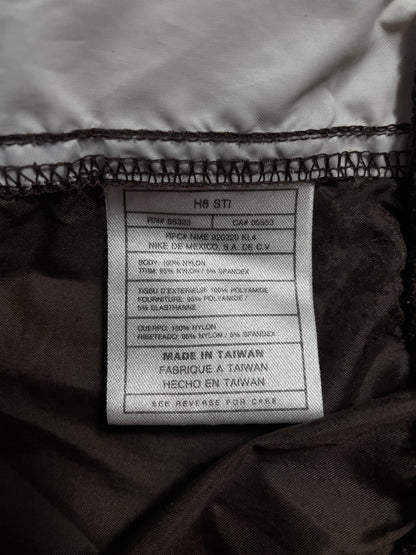 H8 STI
RN# 56323 CA# 05553
RFC# NME 920220 KL4
NIKE DE MEXICO, S.A. DE C.V.
BODY: 100% NYLON
TRIM: 95% NYLON / 5% SPANDEX
TISSU D'EXTERIEUR: 100% POLYAMIDE
FOURNITURE: 95% POLYAMIDE /
5% ELASTHANNE
CUERPO: 100% NYLON
RIBETEADO: 95% NYLON / 5% SPANDEX
MADE IN TAIWAN
FABRIQUE A TAIWAN
HECHO EN TAIWAN
SEE REVERSE FOR CARE